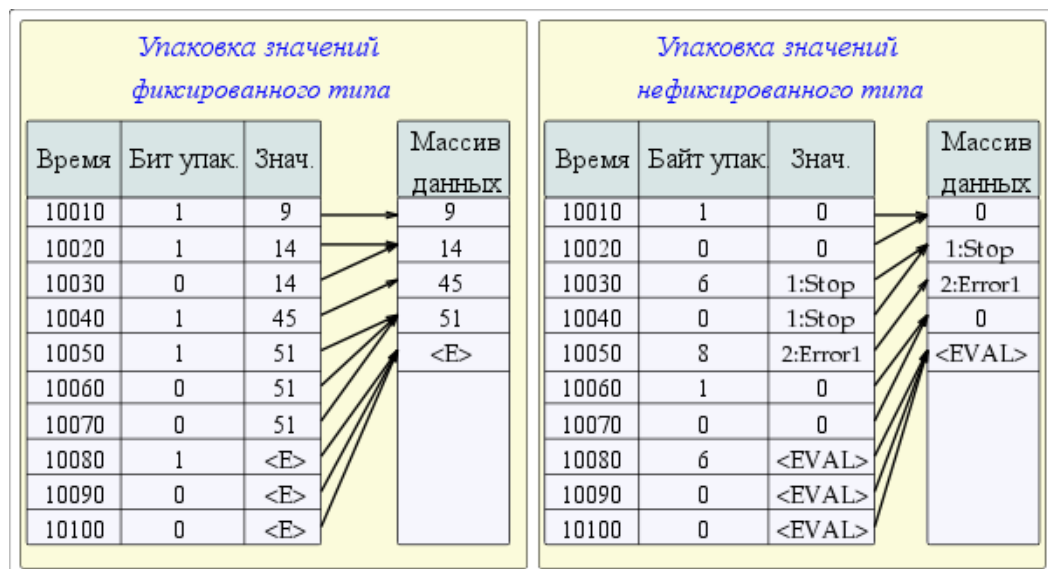 Упаковка значений
фиксированного типа
Время Бит упак. Знач. Массив данных
10010 1 9 9
10020 1 14 14
10030 0 14 45
10040 1 45 51
10050 1 51 <E>
10060 0 51
10070 0 51
10080 1 <E>
10090 0 <E>
10100 0 <E>
Упаковка значений
нефиксированного типа
Время Байт упак Знач. Массив данных
10010 1 0 0
10020 0 0 1:Stop
10030 6 1:Stop 2:Error1
10040 0 1:Stop 0
10050 8 2:Error1 <EVAL>
10060 1 0
10070 0 0
10080 6 <EVAL>
10090 0 <EVAL>
10100 0 <EVAL>